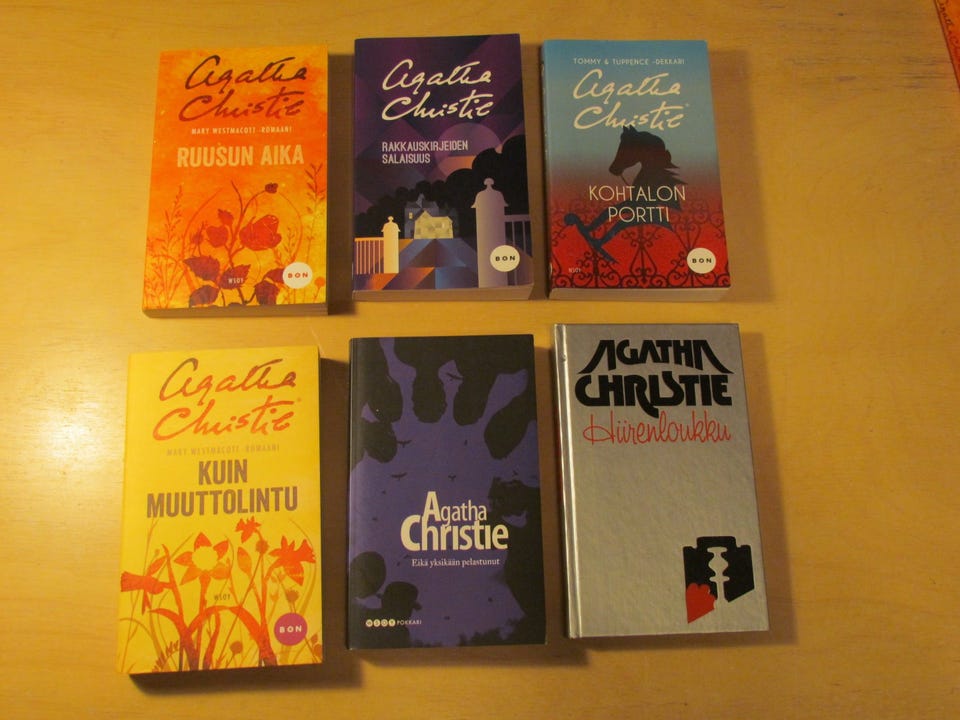 Agatha
Christie
MARY WESTMACOTT -ROMAANI
RUUSUN AIKA
WSOY
BON
Agatha
Christie
RAKKAUSKIRJEIDEN
SALAISUUS
BON
TOMMY & TUPPENCE -DEKKARI
Agatha
Christie®
KOHTALON
PORTTI
WSOY
BON
Agatha
Christie®
MARY WESTMACOTT -ROMAANI
KUIN
MUUTTOLINTU
WSOY
BON
Agatha
Christie
Eikä yksikään pelastunut
WSOY POKKARI
AGATHA
CHRISTIE
Hiirenloukku